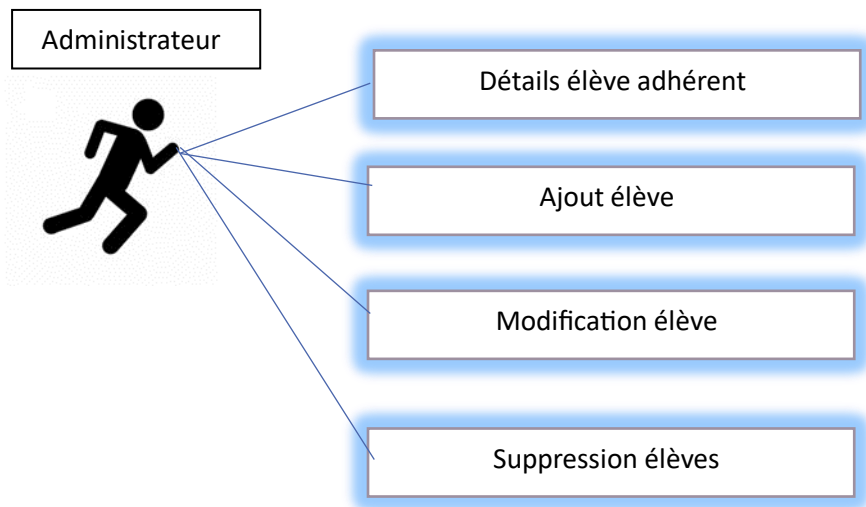 Administrateur
Détails élève adhérent
Ajout élève
Modification élève
Suppression élèves